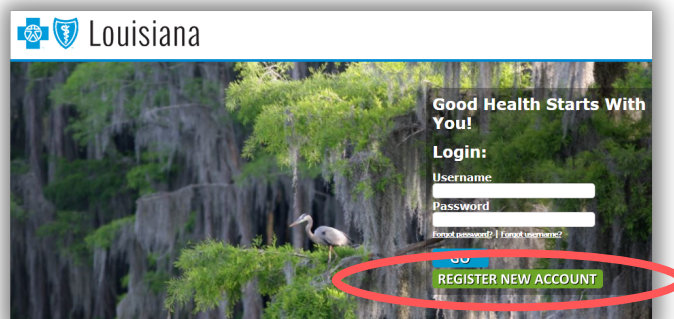 Louisiana
Good Health Starts With
You!
Login:
Username
Password
Forgot password? | Forgot username?
GO
REGISTER NEW ACCOUNT